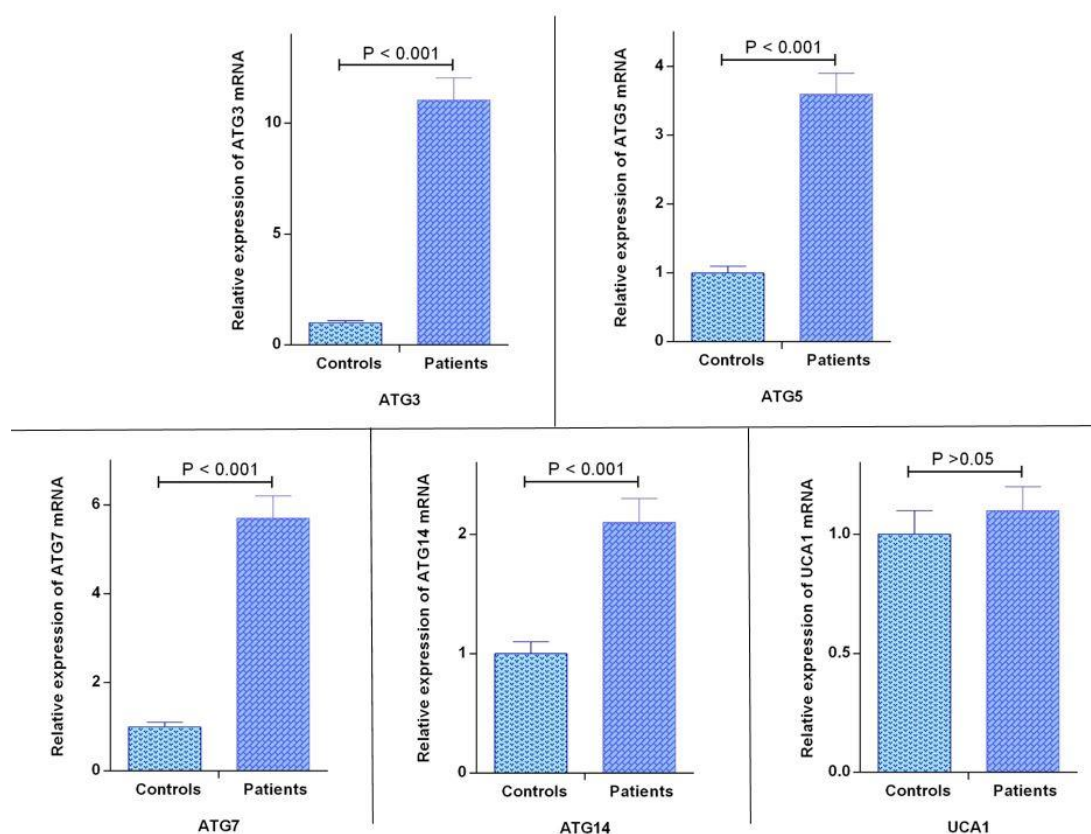 Relative expression of ATG3 mRNA
P < 0.001
10
5
0
Controls Patients
ATG3
Relative expression of ATG5 mRNA
P < 0.001
4
3
2
1
0
Controls Patients
ATG5
Relative expression of ATG7 mRNA
P < 0.001
6
4
2
0
Controls Patients
ATG7
Relative expression of ATG14 mRNA
P < 0.001
2
1
0
Controls Patients
ATG14
Relative expression of UCA1 mRNA
P >0.05
1.0
0.5
0.0
Controls Patients
UCA1